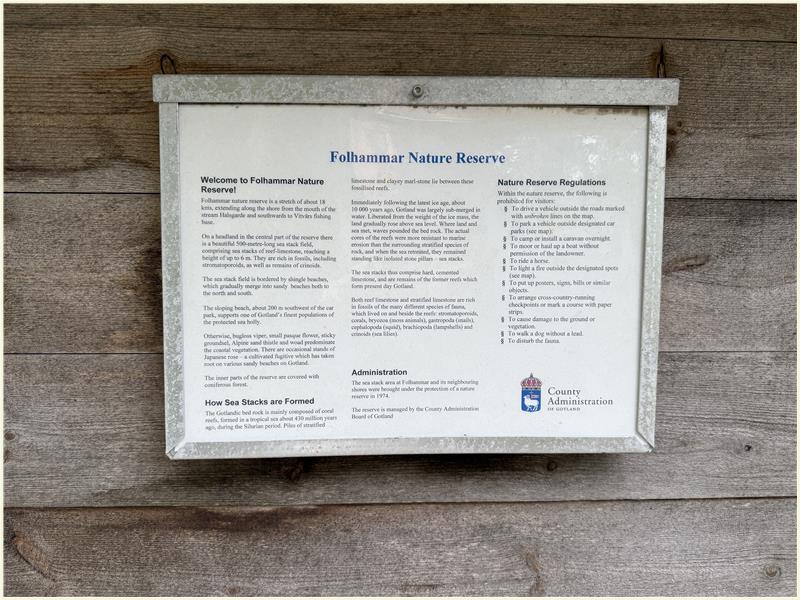 Folhammar Nature Reserve
Welcome to Folhammar Nature
Reserve!
Folhammar nature reserve is a stretch of about 18
kms, extending along the shore from the mouth of the
stream Halsgarde and southwards to Vitvärs fishing
base.
On a headland in the central part of the reserve there
is a beautiful 500-metre-long sea stack field,
comprising sea stacks of reef-limestone, reaching a
height of up to 6 m. They are rich in fossils, including
stromatoporoids, as well as remains of crinoids.
The sea stack field is bordered by shingle beaches,
which gradually merge into sandy beaches both to
the north and south.
The sloping beach, about 200 m southwest of the car
park, supports one of Gotland's finest populations of
the protected sea holly.
Otherwise, bugloss viper, small pasque flower, sticky
groundsel, Alpine sand thistle and woad predominate
the coastal vegetation. There are occasional stands of
Japanese rose – a cultivated fugitive which has taken
root on various sandy beaches on Gotland.
The inner parts of the reserve are covered with
coniferous forest.
How Sea Stacks are Formed
The Gotlandic bed rock is mainly composed of coral
reefs, formed in a tropical sea about 430 million years
ago, during the Silurian period. Piles of stratified
limestone and clayey marl-stone lie between these
fossilised reefs.
Immediately following the latest ice age, about
10 000 years ago, Gotland was largely sub-merged in
water. Liberated from the weight of the ice mass, the
land gradually rose above sea level. Where land and
sea met, waves pounded the bed rock. The actual
cores of the reefs were more resistant to marine
erosion than the surrounding stratified species of
rock, and when the sea retreated, they remained
standing like isolated stone pillars – sea stacks.
The sea stacks thus comprise hard, cemented
limestone, and are remains of the former reefs which
form present day Gotland.
Both reef limestone and stratified limestone are rich
in fossils of the many different species of fauna,
which lived on and beside the reefs: stromatoporoids,
corals, bryozoa (moss animals), gastropoda (snails),
cephalopoda (squid), brachiopoda (lampshells) and
crinoids (sea lilies).
Administration
The sea stack area at Folhammar and its neighbouring
shores were brought under the protection of a nature
reserve in 1974.
The reserve is managed by the County Administration
Board of Gotland
Nature Reserve Regulations
Within the nature reserve, the following is
prohibited for visitors:
§ To drive a vehicle outside the roads marked
with unbroken lines on the map.
§ To park a vehicle outside designated car
parks (see map).
§ To camp or install a caravan overnight.
§ To moor or haul up a boat without
permission of the landowner.
§ To ride a horse.
§ To light a fire outside the designated spots
(see map).
§ To put up posters, signs, bills or similar
objects.
§ To arrange cross-country-running
checkpoints or mark a course with paper
strips.
§ To cause damage to the ground or
vegetation.
§ To walk a dog without a lead.
§ To disturb the fauna.
County
Administration
OF GOTLAND